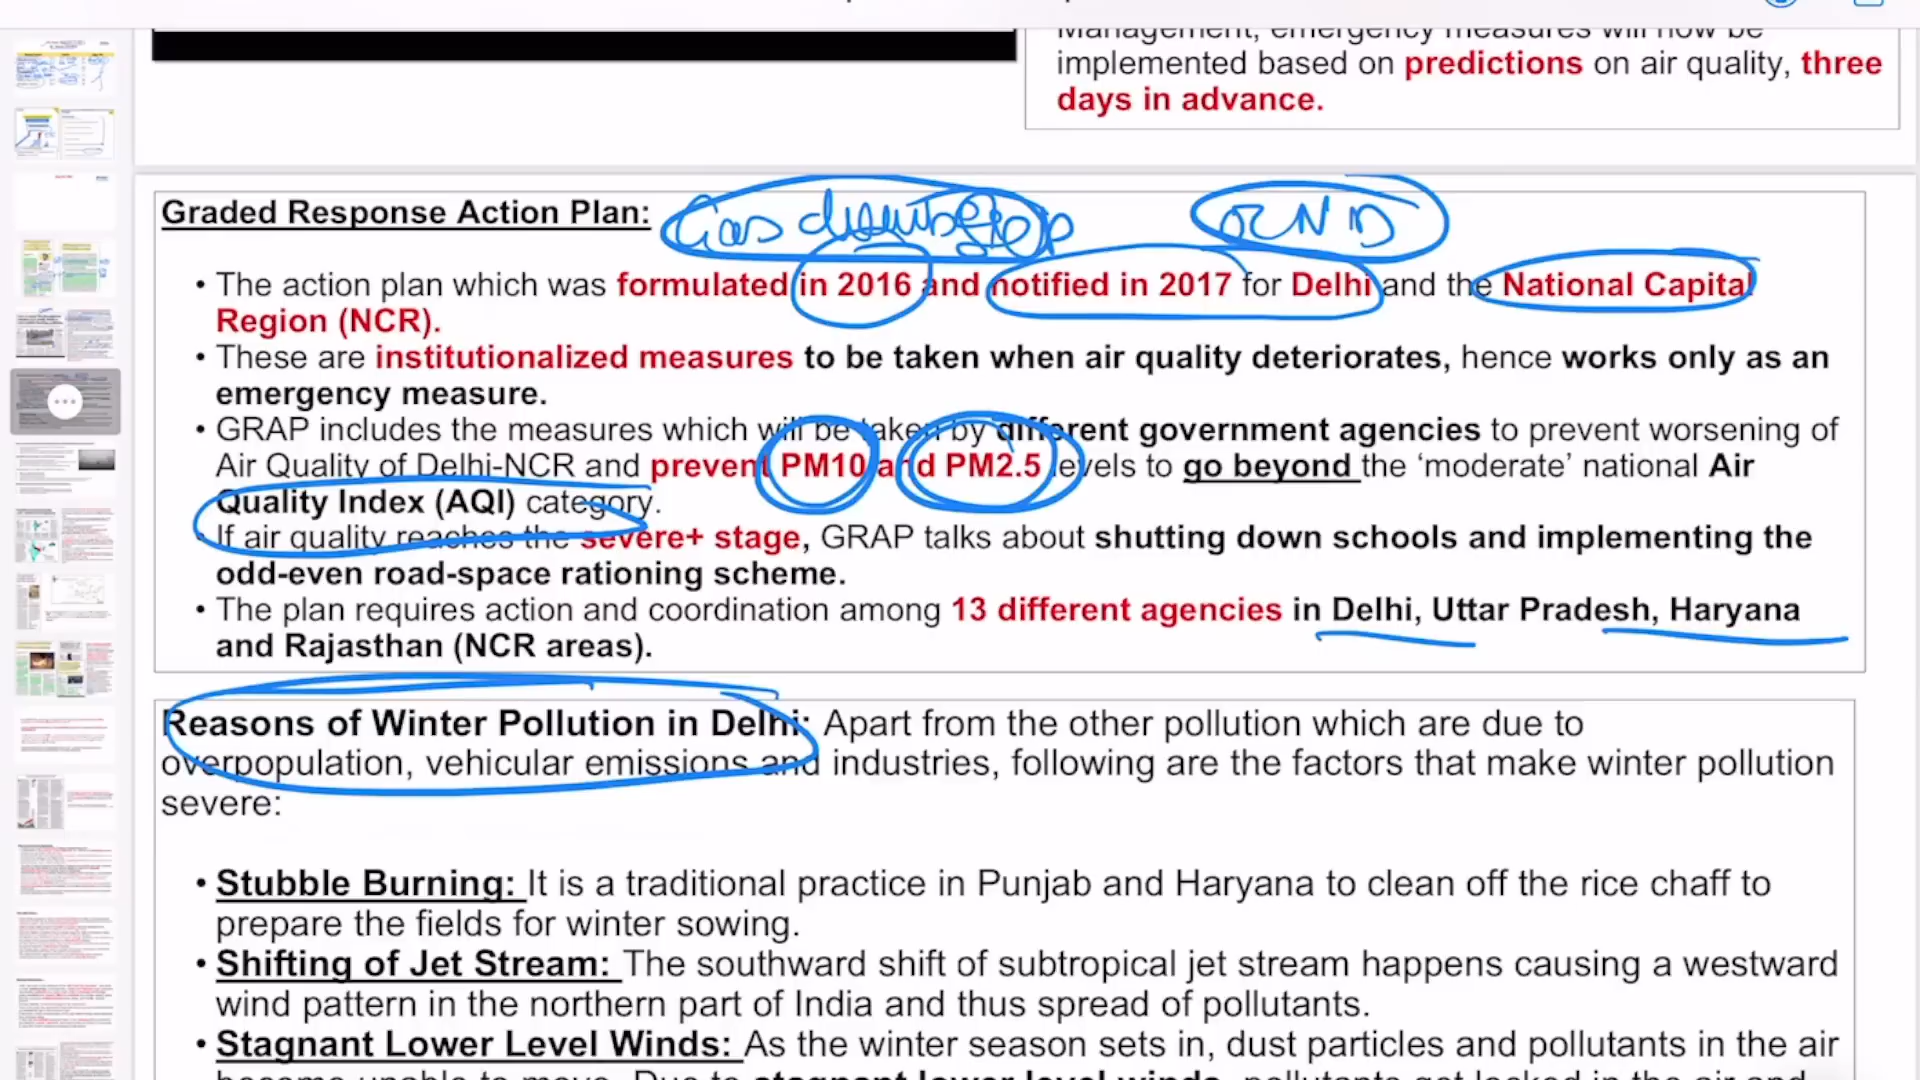 implemented based on predictions on air quality, three
days in advance.
Graded Response Action Plan:
• The action plan which was formulated in 2016 and notified in 2017 for Delhi and the National Capital
Region (NCR).
• These are institutionalized measures to be taken when air quality deteriorates, hence works only as an
emergency measure.
• GRAP includes the measures which will be taken by different government agencies to prevent worsening of
Air Quality of Delhi-NCR and prevent PM10 and PM2.5 levels to go beyond the ‘moderate’ national Air
Quality Index (AQI) category.
• If air quality reaches the severe+ stage, GRAP talks about shutting down schools and implementing the
odd-even road-space rationing scheme.
• The plan requires action and coordination among 13 different agencies in Delhi, Uttar Pradesh, Haryana
and Rajasthan (NCR areas).
Reasons of Winter Pollution in Delhi: Apart from the other pollution which are due to
overpopulation, vehicular emissions and industries, following are the factors that make winter pollution
severe:
• Stubble Burning: It is a traditional practice in Punjab and Haryana to clean off the rice chaff to
prepare the fields for winter sowing.
• Shifting of Jet Stream: The southward shift of subtropical jet stream happens causing a westward
wind pattern in the northern part of India and thus spread of pollutants.
• Stagnant Lower Level Winds: As the winter season sets in, dust particles and pollutants in the air